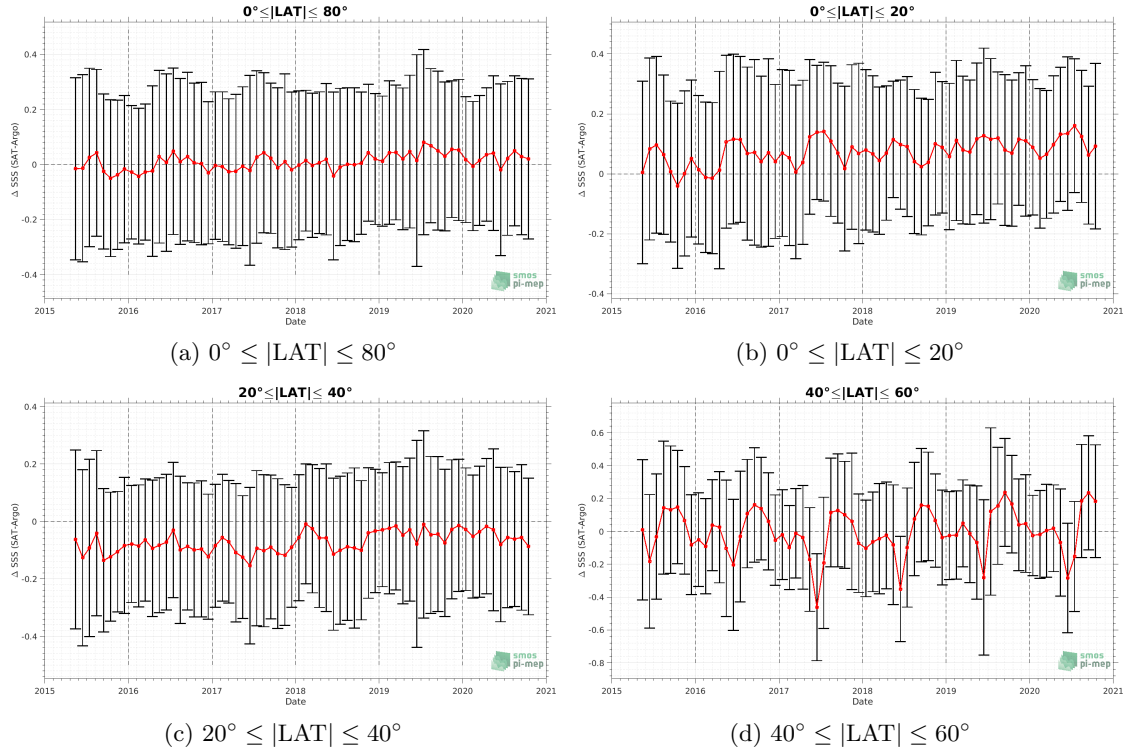 0°≤|LAT|≤ 80°
0.4
0.2
0
-0.2
-0.4
Δ SSS (SAT-Argo)
smos
pi-mep
2015 2016 2017 2018 2019 2020 2021
Date
(a) 0° ≤ |LAT| ≤ 80°
0°≤|LAT|≤ 20°
0.4
0.2
0
-0.2
-0.4
Δ SSS (SAT-Argo)
smos
pi-mep
2015 2016 2017 2018 2019 2020 2021
Date
(b) 0° ≤ |LAT| ≤ 20°
20°≤|LAT|≤ 40°
0.4
0.2
0
-0.2
-0.4
Δ SSS (SAT-Argo)
smos
pi-mep
2015 2016 2017 2018 2019 2020 2021
Date
(c) 20° ≤ |LAT| ≤ 40°
40°≤|LAT|≤ 60°
0.6
0.4
0.2
0
-0.2
-0.4
-0.6
-0.8
Δ SSS (SAT-Argo)
smos
pi-mep
2015 2016 2017 2018 2019 2020 2021
Date
(d) 40° ≤ |LAT| ≤ 60°